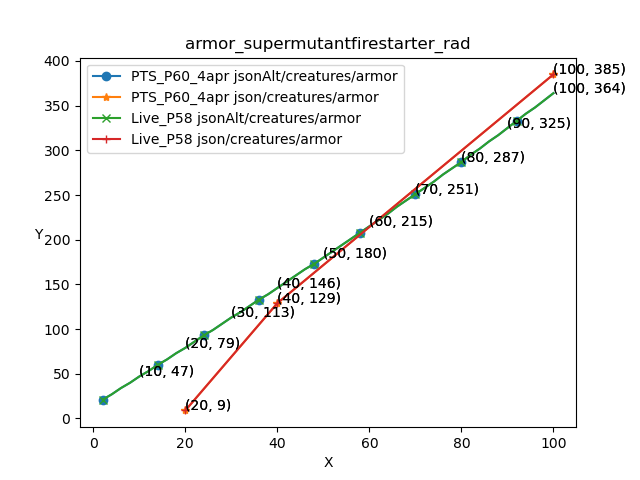 armor_supermutantfirestarter_rad
PTS_P60_4apr jsonAlt/creatures/armor
PTS_P60_4apr json/creatures/armor
Live_P58 jsonAlt/creatures/armor
Live_P58 json/creatures/armor
400
350
300
250
200
150
100
50
0
Y
(100, 385)
(100, 364)
(90, 325)
(80, 287)
(70, 251)
(60, 215)
(50, 180)
(40, 146)
(40, 129)
(30, 113)
(20, 79)
(10, 47)
(20, 9)
0 20 40 60 80 100
X